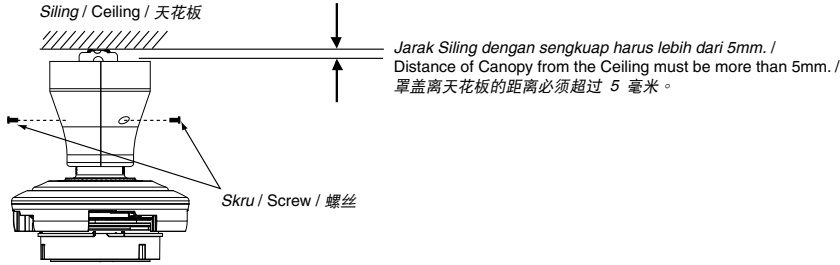 Siling / Ceiling / 天花板
Jarak Siling dengan sengkuap harus lebih dari 5mm. /
Distance of Canopy from the Ceiling must be more than 5mm. /
罩盖离天花板的距离必须超过 5 毫米。
Skru / Screw / 螺丝